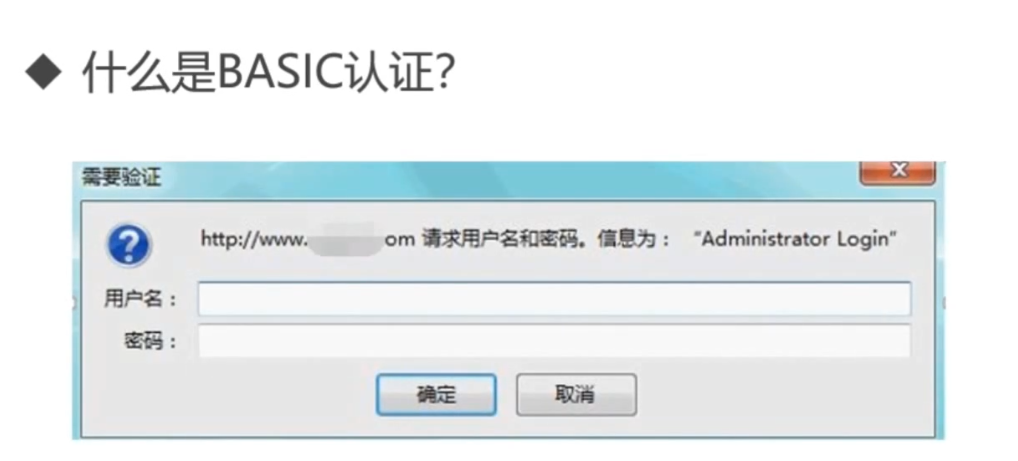 ◆ 什么是BASIC认证?
需要验证
http://www. om 请求用户名和密码。信息为： “Administrator Login”
用户名：
密码：
确定 取消